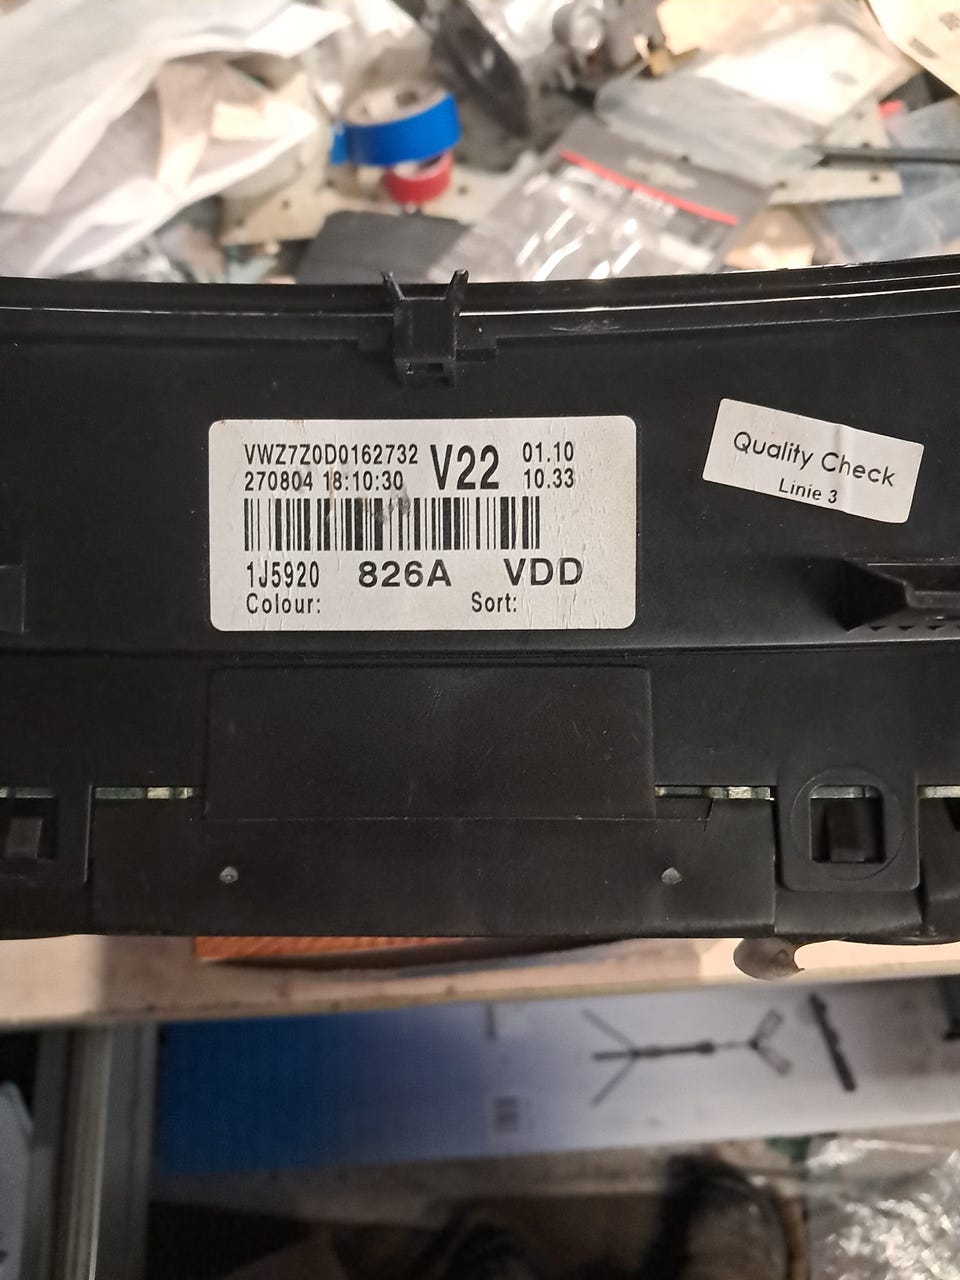 VWZ7Z0D0162732 V22 01.10
270804 18:10:30 10.33
1J5920 826A VDD
Colour: Sort:
Quality Check
Linie 3